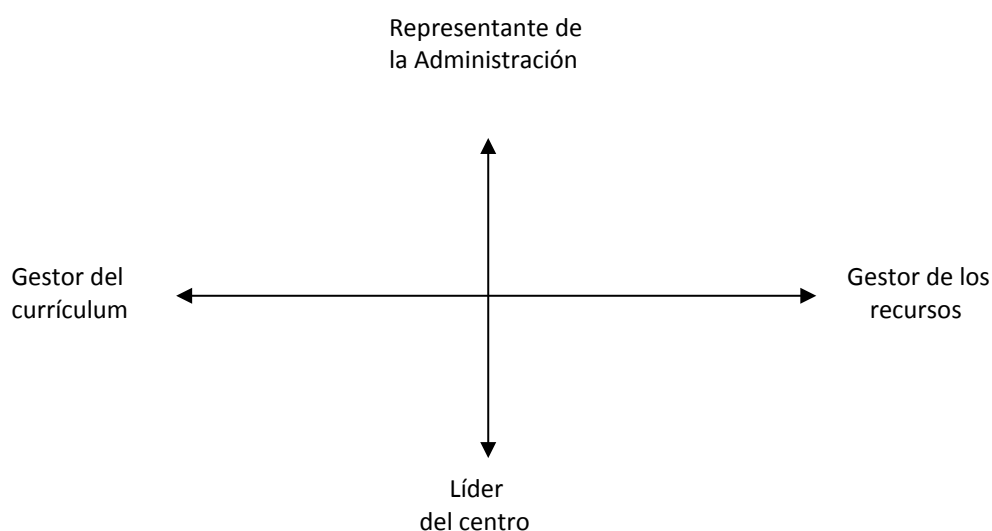 Representante de
la Administración
Gestor del
currículum
Gestor de los
recursos
Líder
del centro